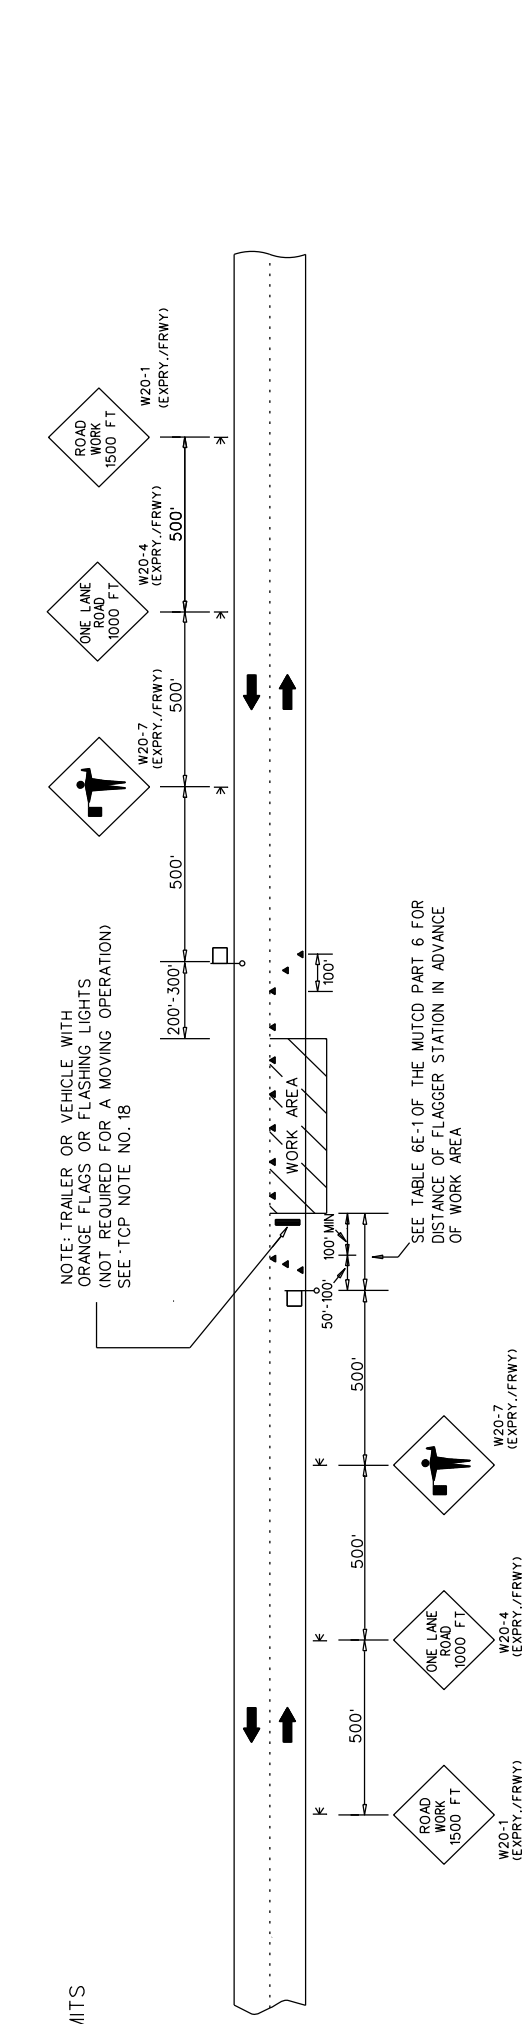 ROAD
WORK
1500 FT
W20-1
(EXPRY./FRWY)
500'
ONE LANE
ROAD
1000 FT
W20-4
(EXPRY./FRWY)
500'
W20-7
(EXPRY./FRWY)
500'
200'-300'
100'
NOTE: TRAILER OR VEHICLE WITH
ORANGE FLAGS OR FLASHING LIGHTS
(NOT REQUIRED FOR A MOVING OPERATION)
SEE TCP NOTE NO. 18
WORK AREA
SEE TABLE 6E-1 OF THE MUTCD PART 6 FOR
DISTANCE OF FLAGGER STATION IN ADVANCE
OF WORK AREA
100' MIN
50'-100'
500'
W20-7
(EXPRY./FRWY)
500'
ONE LANE
ROAD
1000 FT
W20-4
(EXPRY./FRWY)
500'
ROAD
WORK
1500 FT
W20-1
(EXPRY./FRWY)